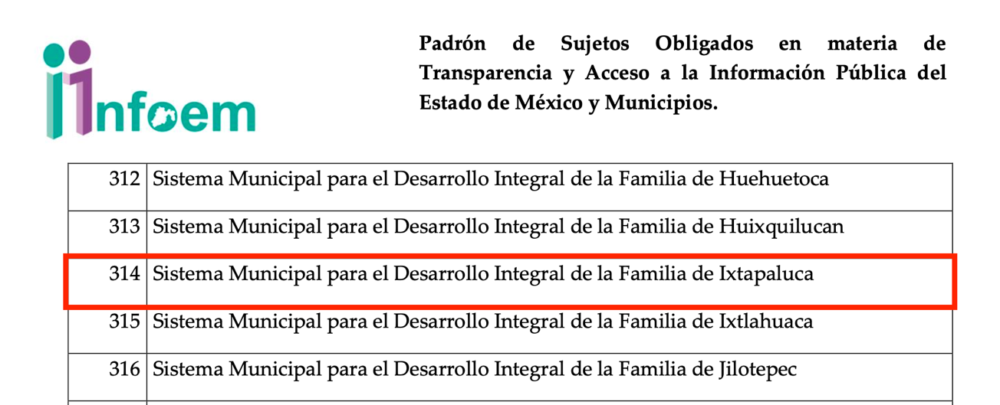 infoem
Padrón de Sujetos Obligados en materia de
Transparencia y Acceso a la Información Pública del
Estado de México y Municipios.
312 Sistema Municipal para el Desarrollo Integral de la Familia de Huehuetoca
313 Sistema Municipal para el Desarrollo Integral de la Familia de Huixquilucan
314 Sistema Municipal para el Desarrollo Integral de la Familia de Ixtapaluca
315 Sistema Municipal para el Desarrollo Integral de la Familia de Ixtlahuaca
316 Sistema Municipal para el Desarrollo Integral de la Familia de Jilotepec